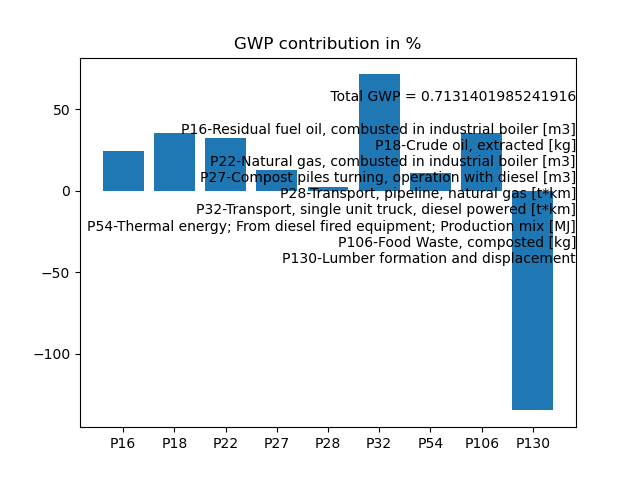 GWP contribution in %
Total GWP = 0.7131401985241916
50
P16-Residual fuel oil, combusted in industrial boiler [m3]
P18-Crude oil, extracted [kg]
P22-Natural gas, combusted in industrial boiler [m3]
P27-Compost piles turning, operation with diesel [m3]
0
P28-Transport, pipeline, natural gas [t*km]
P32-Transport, single unit truck, diesel powered [t*km]
P54-Thermal energy; From diesel fired equipment; Production mix [MJ]
P106-Food Waste, composted [kg]
P130-Lumber formation and displacement
−50
−100
P16 P18 P22 P27 P28 P32 P54 P106 P130